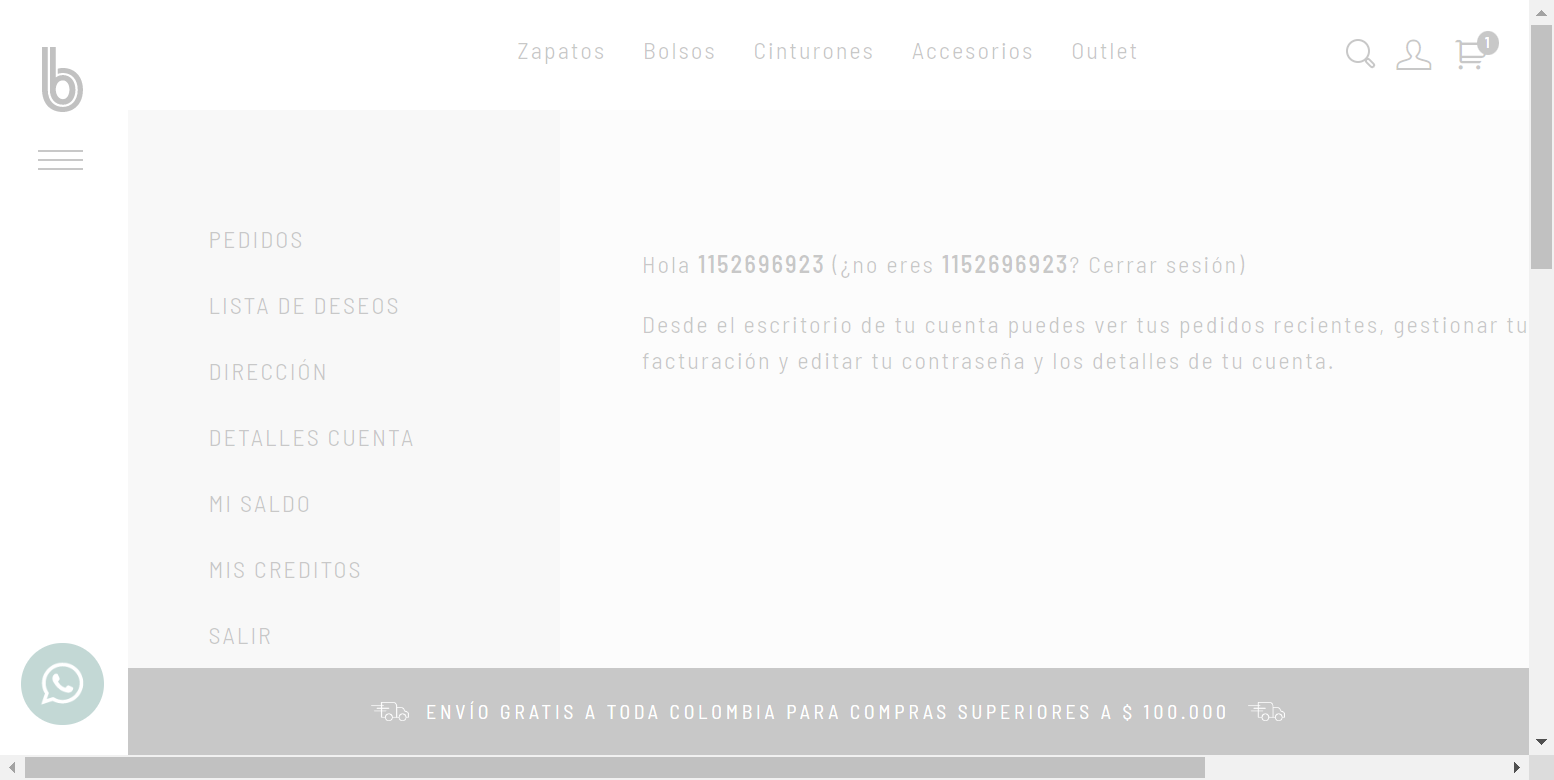 b
Zapatos Bolsos Cinturones Accesorios Outlet
1
PEDIDOS
LISTA DE DESEOS
DIRECCIÓN
DETALLES CUENTA
MI SALDO
MIS CREDITOS
SALIR
Hola 1152696923 (¿no eres 1152696923? Cerrar sesión)
Desde el escritorio de tu cuenta puedes ver tus pedidos recientes, gestionar tu
facturación y editar tu contraseña y los detalles de tu cuenta.
ENVÍO GRATIS A TODA COLOMBIA PARA COMPRAS SUPERIORES A $ 100.000